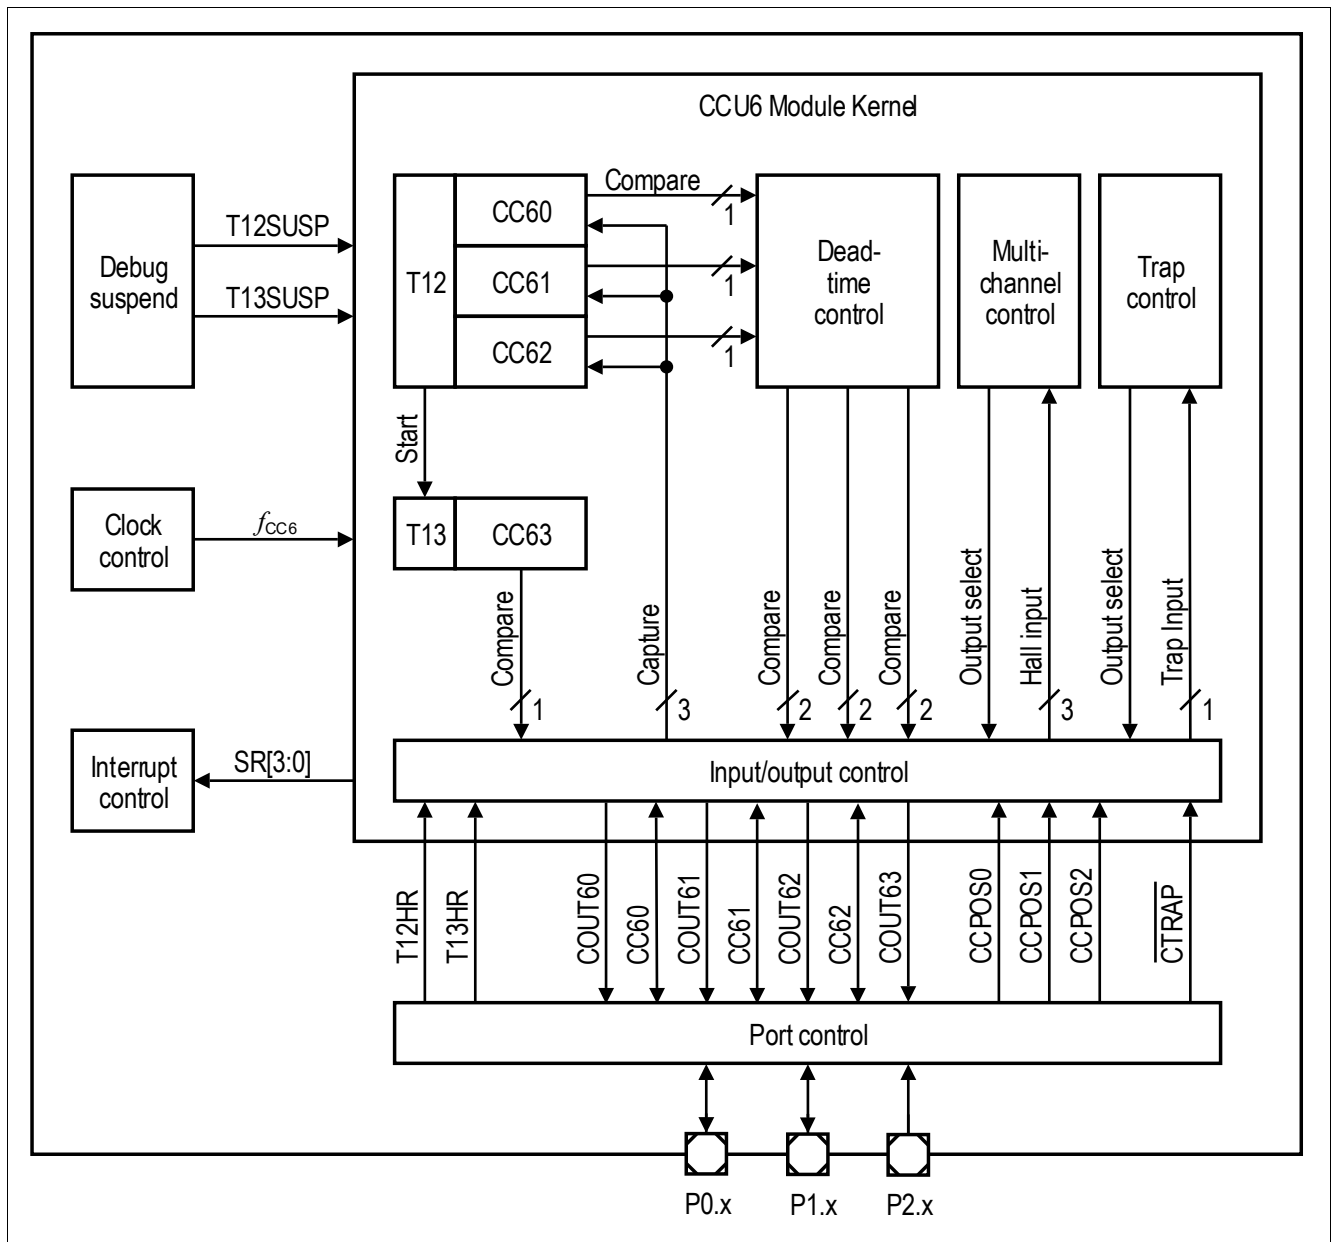 CCU6 Module Kernel
Debug
suspend
T12SUSP
T13SUSP
T12
CC60
CC61
CC62
Compare
1
1
1
Dead-
time
control
Multi-
channel
control
Trap
control
Start
T13
CC63
Clock
control
fCC6
Compare
1
Capture
3
Compare
2
Compare
2
Compare
2
Output select
Hall input
3
Output select
Trap Input
1
Interrupt
control
SR[3:0]
Input/output control
T12HR
T13HR
COUT60
CC60
COUT61
CC61
COUT62
CC62
COUT63
CCPOS0
CCPOS1
CCPOS2
CTRAP
Port control
P0.x
P1.x
P2.x